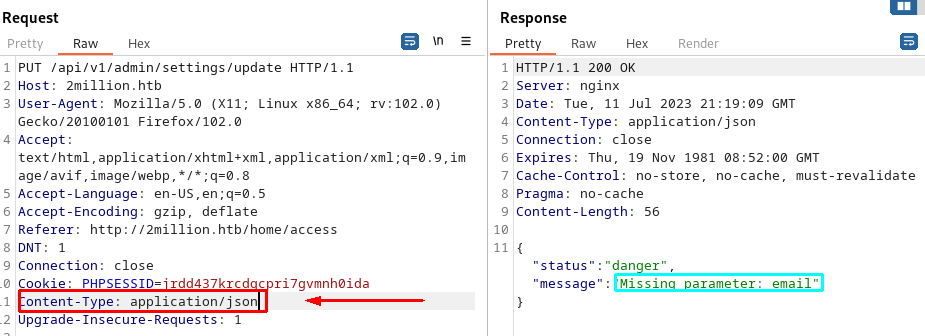 Request
Pretty Raw Hex
\n
1 PUT /api/v1/admin/settings/update HTTP/1.1
2 Host: 2million.htb
3 User-Agent: Mozilla/5.0 (X11; Linux x86_64; rv:102.0)
Gecko/20100101 Firefox/102.0
4 Accept:
text/html,application/xhtml+xml,application/xml;q=0.9,im
age/avif,image/webp,*/*;q=0.8
5 Accept-Language: en-US,en;q=0.5
6 Accept-Encoding: gzip, deflate
7 Referer: http://2million.htb/home/access
8 DNT: 1
9 Connection: close
10 Cookie: PHPSESSID=jrdd437krcdqcpri7gvmnh0ida
11 Content-Type: application/json
12 Upgrade-Insecure-Requests: 1
Response
Pretty Raw Hex Render
1 HTTP/1.1 200 OK
2 Server: nginx
3 Date: Tue, 11 Jul 2023 21:19:09 GMT
4 Content-Type: application/json
5 Connection: close
6 Expires: Thu, 19 Nov 1981 08:52:00 GMT
7 Cache-Control: no-store, no-cache, must-revalidate
8 Pragma: no-cache
9 Content-Length: 56
10
11 {
"status":"danger",
"message":"Missing parameter: email"
}